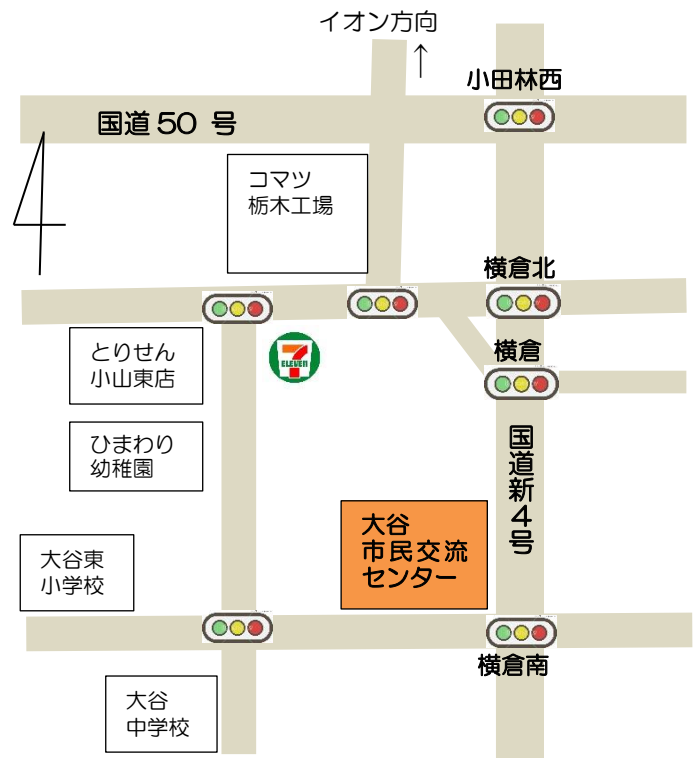 イオン方向
小田林西
国道50 号
コマツ
栃木工場
横倉北
横倉
とりせん
小山東店
7
ELEVEN
ひまわり
幼稚園
国道新4号
大谷
市民交流
センター
大谷東
小学校
横倉南
大谷
中学校